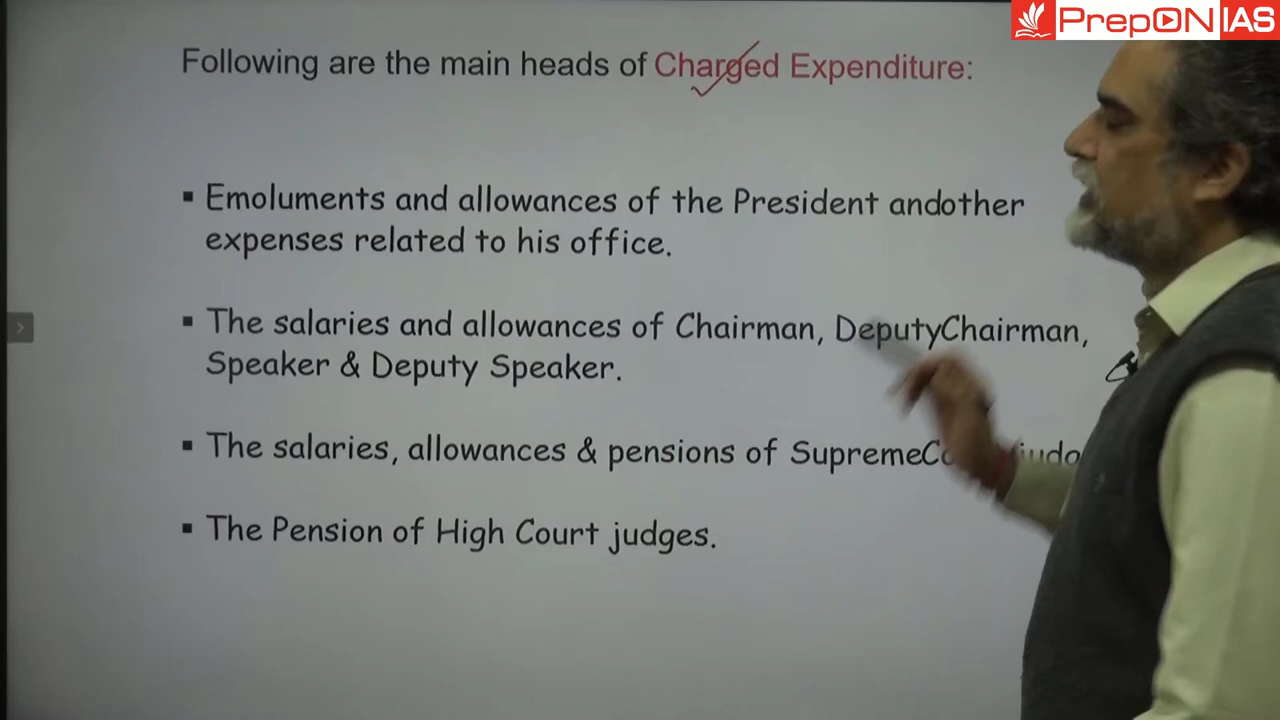 PrepON IAS
Following are the main heads of Charged Expenditure:
▪ Emoluments and allowances of the President andother
expenses related to his office.
▪ The salaries and allowances of Chairman, DeputyChairman,
Speaker & Deputy Speaker.
▪ The salaries, allowances & pensions of
▪ The Pension of High Court judges.